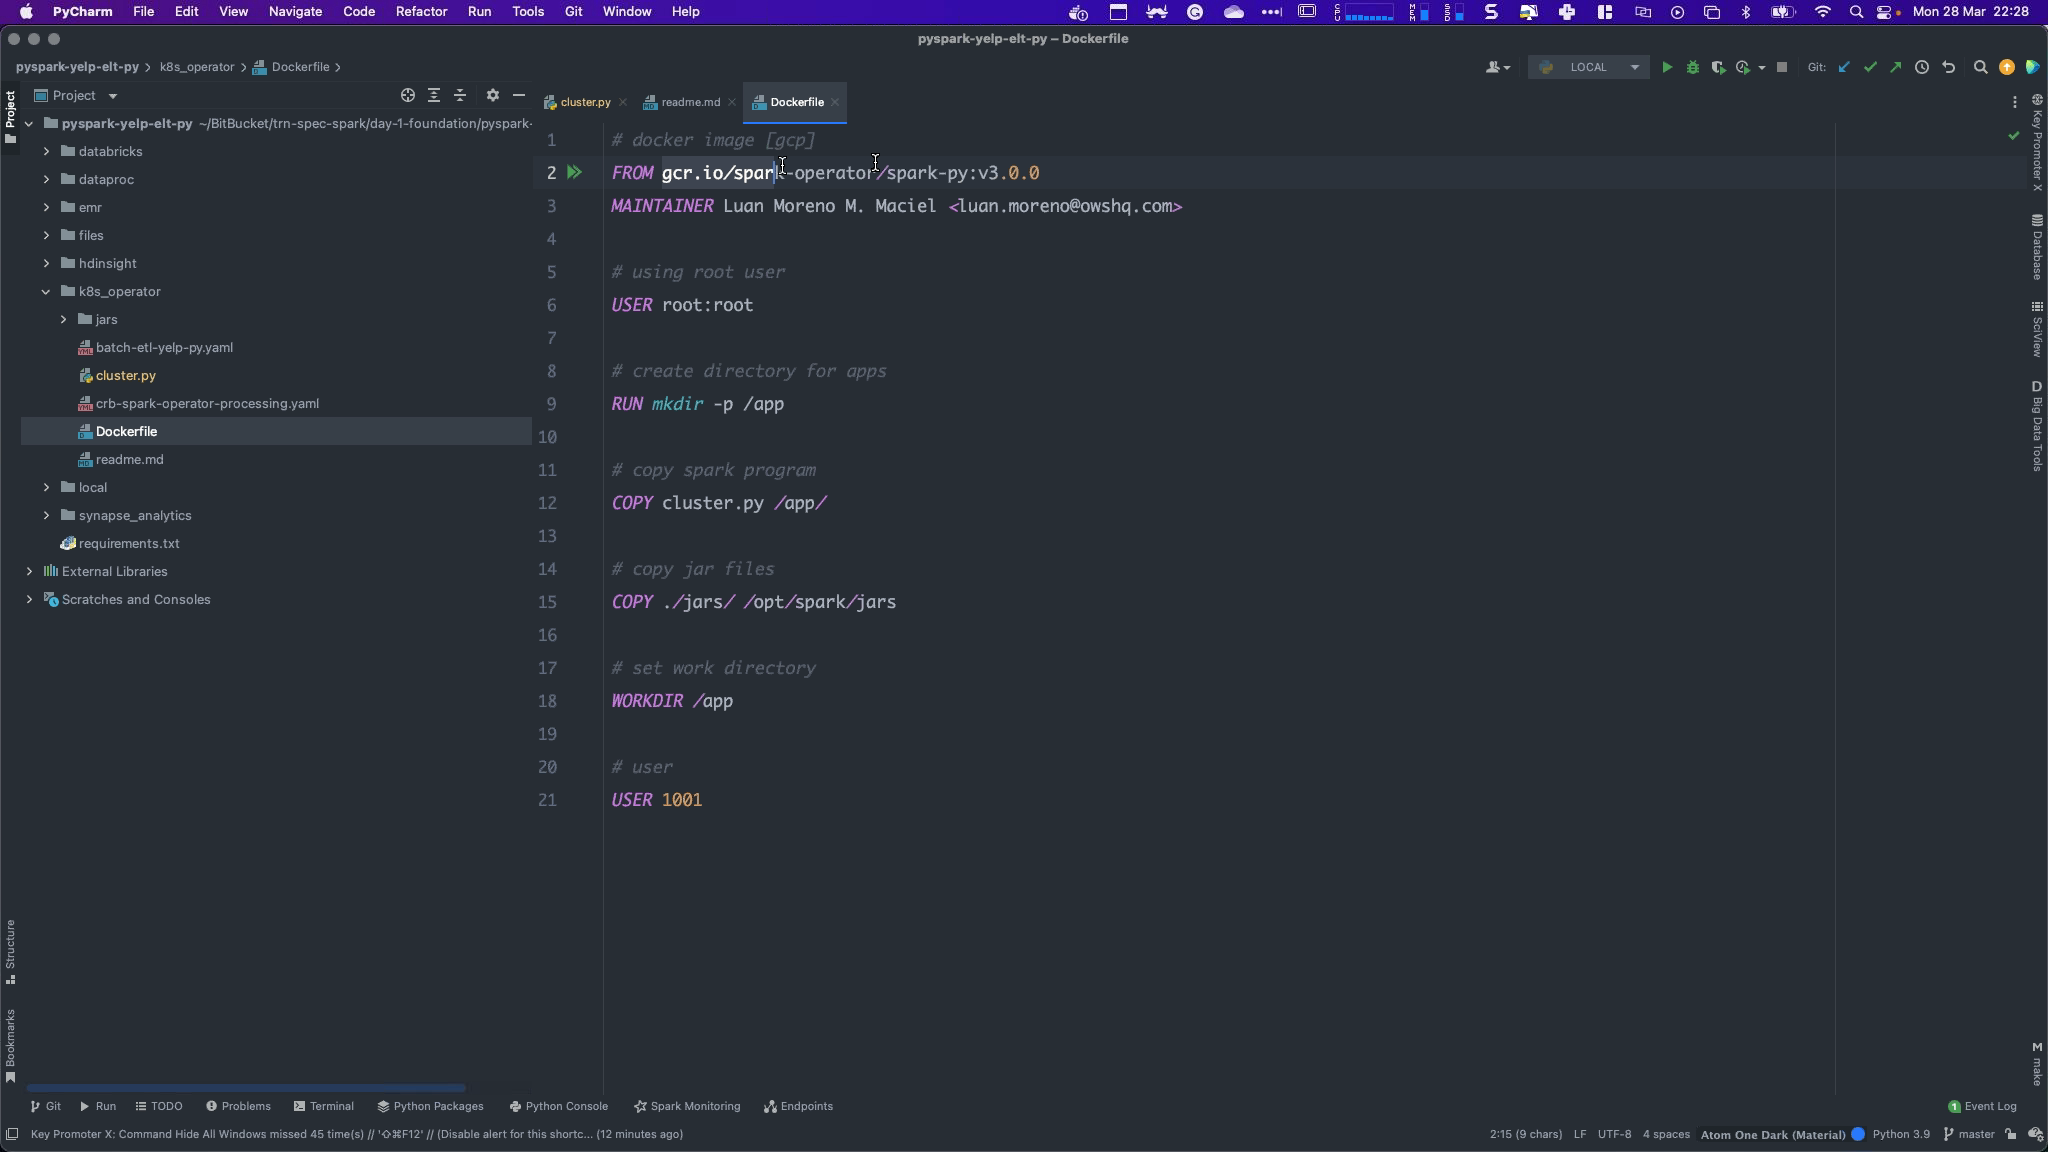 PyCharm File Edit View Navigate Code Refactor Run Tools Git Window Help
Mon 28 Mar 22:28
pyspark-yelp-elt-py – Dockerfile
pyspark-yelp-elt-py k8s_operator Dockerfile
LOCAL
Git:
Project
cluster.py
readme.md
Dockerfile
pyspark-yelp-elt-py ~/BitBucket/trn-spec-spark/day-1-foundation/pyspark-
databricks
dataproc
emr
files
hdinsight
k8s_operator
jars
batch-etl-yelp-py.yaml
cluster.py
crb-spark-operator-processing.yaml
Dockerfile
readme.md
local
synapse_analytics
requirements.txt
External Libraries
Scratches and Consoles
1 # docker image [gcp]
2 FROM gcr.io/spark-operator/spark-py:v3.0.0
3 MAINTAINER Luan Moreno M. Maciel <luan.moreno@owshq.com>
4
5 # using root user
6 USER root:root
7
8 # create directory for apps
9 RUN mkdir -p /app
10
11 # copy spark program
12 COPY cluster.py /app/
13
14 # copy jar files
15 COPY ./jars/ /opt/spark/jars
16
17 # set work directory
18 WORKDIR /app
19
20 # user
21 USER 1001
Project
Structure
Bookmarks
Key Promoter X
Database
SciView
D Big Data Tools
M make
Git Run TODO Problems Terminal Python Packages Python Console Spark Monitoring Endpoints
1 Event Log
Key Promoter X: Command Hide All Windows missed 45 time(s) // '⇧⌘F12' // (Disable alert for this shortc... (12 minutes ago)
2:15 (9 chars) LF UTF-8 4 spaces Atom One Dark (Material) Python 3.9 master